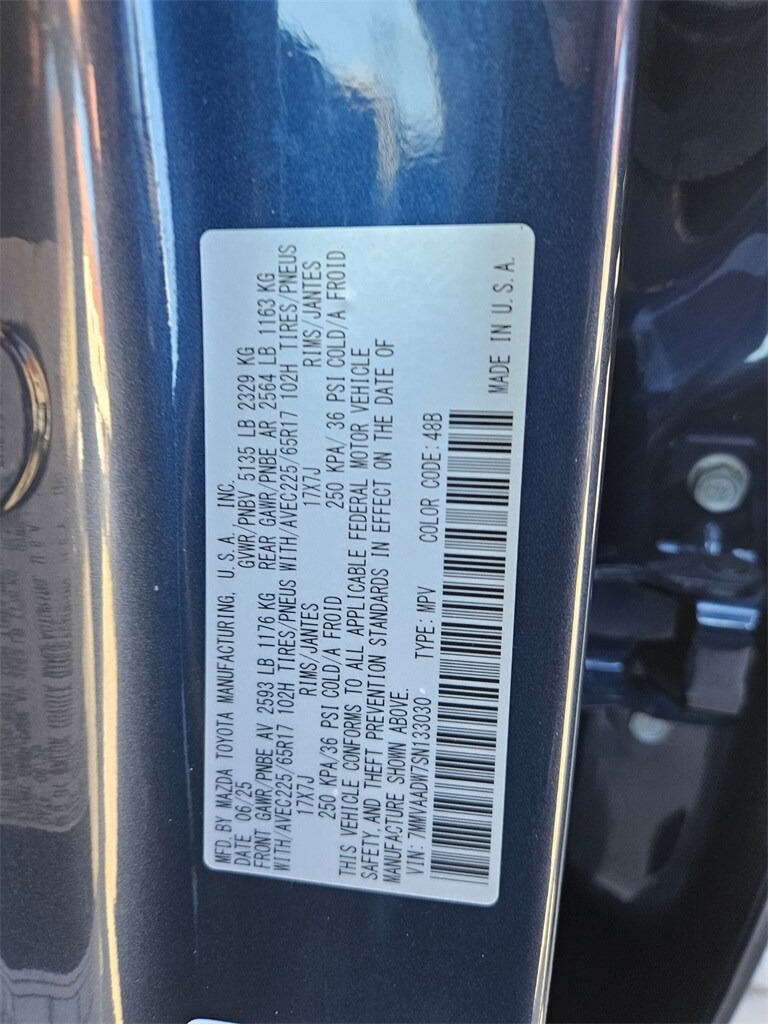 MFD.BY MAZDA TOYOTA MANUFACTURING, U.S.A. INC.
DATE 06/25 GVWR/PNBV 5135 LB 2329 KG
FRONT GAWR/PNBE AV 2593 LB 1176 KG REAR GAWR/PNBE AR 2564 LB 1163 KG
WITH/AVEC225/65R17 102H TIRES/PNEUS WITH/AVEC225/65R17 102H TIRES/PNEUS
17X7J RIMS/JANTES 17X7J RIMS/JANTES
250 KPA/36 PSI COLD/A FROID 250 KPA/ 36 PSI COLD/A FROID
THIS VEHICLE CONFORMS TO ALL APPLICABLE FEDERAL MOTOR VEHICLE
SAFETY,AND THEFT PREVENTION STANDARDS IN EFFECT ON THE DATE OF
MANUFACTURE SHOWN ABOVE.
VIN: 7MMVAADW7SN133030 TYPE: MPV COLOR CODE: 48B
MADE IN U.S.A.